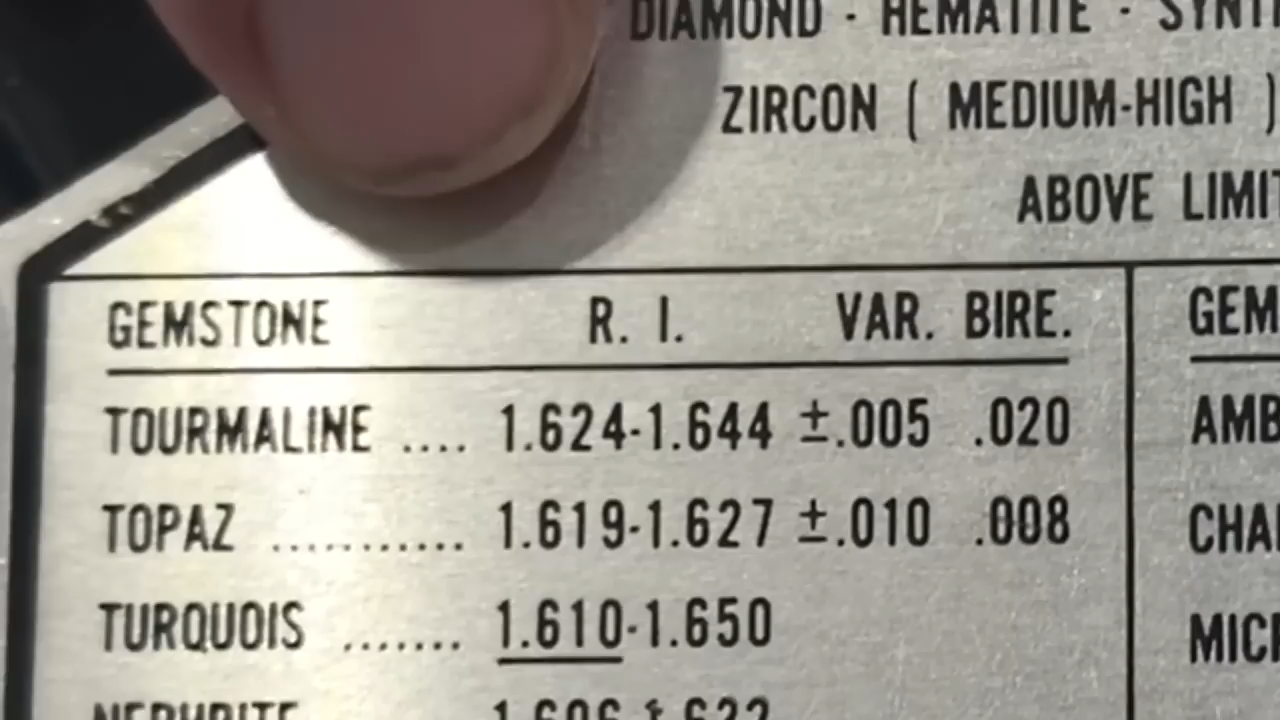 DIAMOND - HEMATITE -
ZIRCON ( MEDIUM-HIGH )
ABOVE
GEMSTONE R. I. VAR. BIRE.
TOURMALINE .... 1.624-1.644 ±.005 .020
TOPAZ ........... 1.619-1.627 ±.010 .008
TURQUOIS ....... 1.610-1.650
NEPHRITE